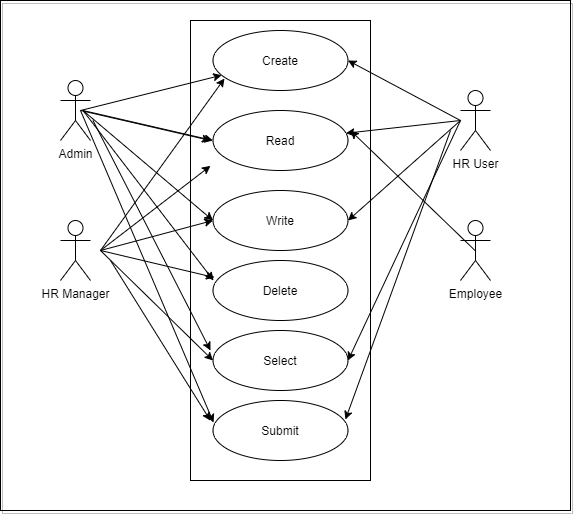 Create
Read
Admin
HR User
Write
HR Manager
Employee
Delete
Select
Submit